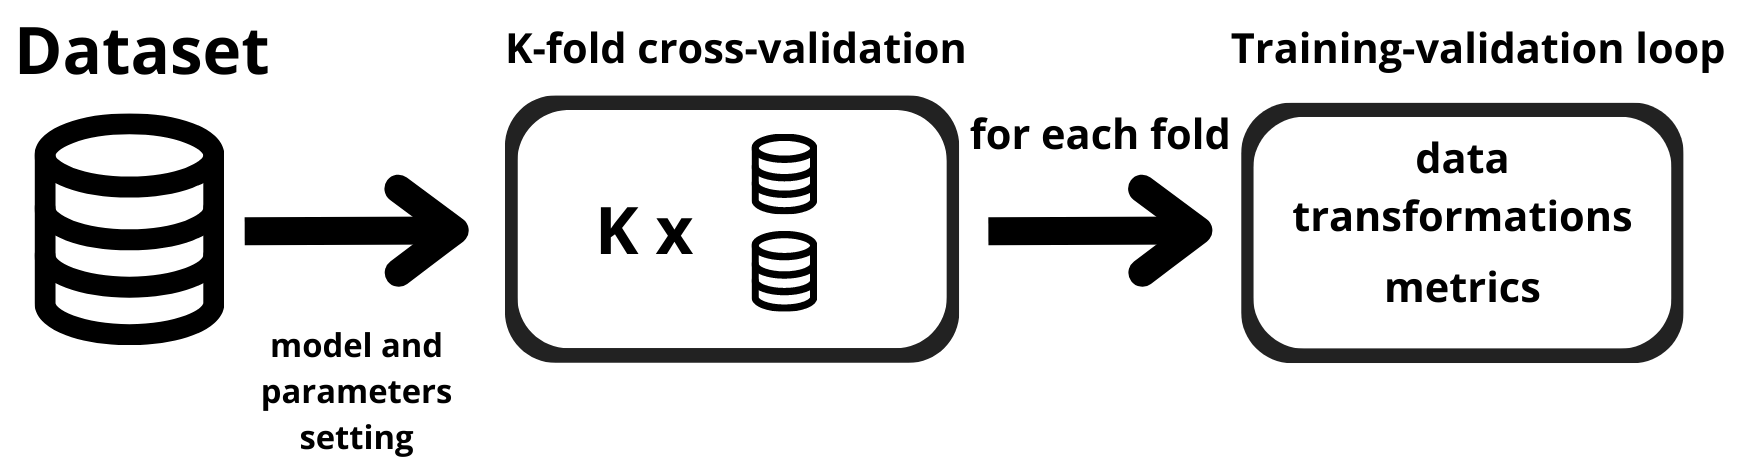 Dataset
model and
parameters
setting
K-fold cross-validation
K x
for each fold
Training-validation loop
data
transformations
metrics